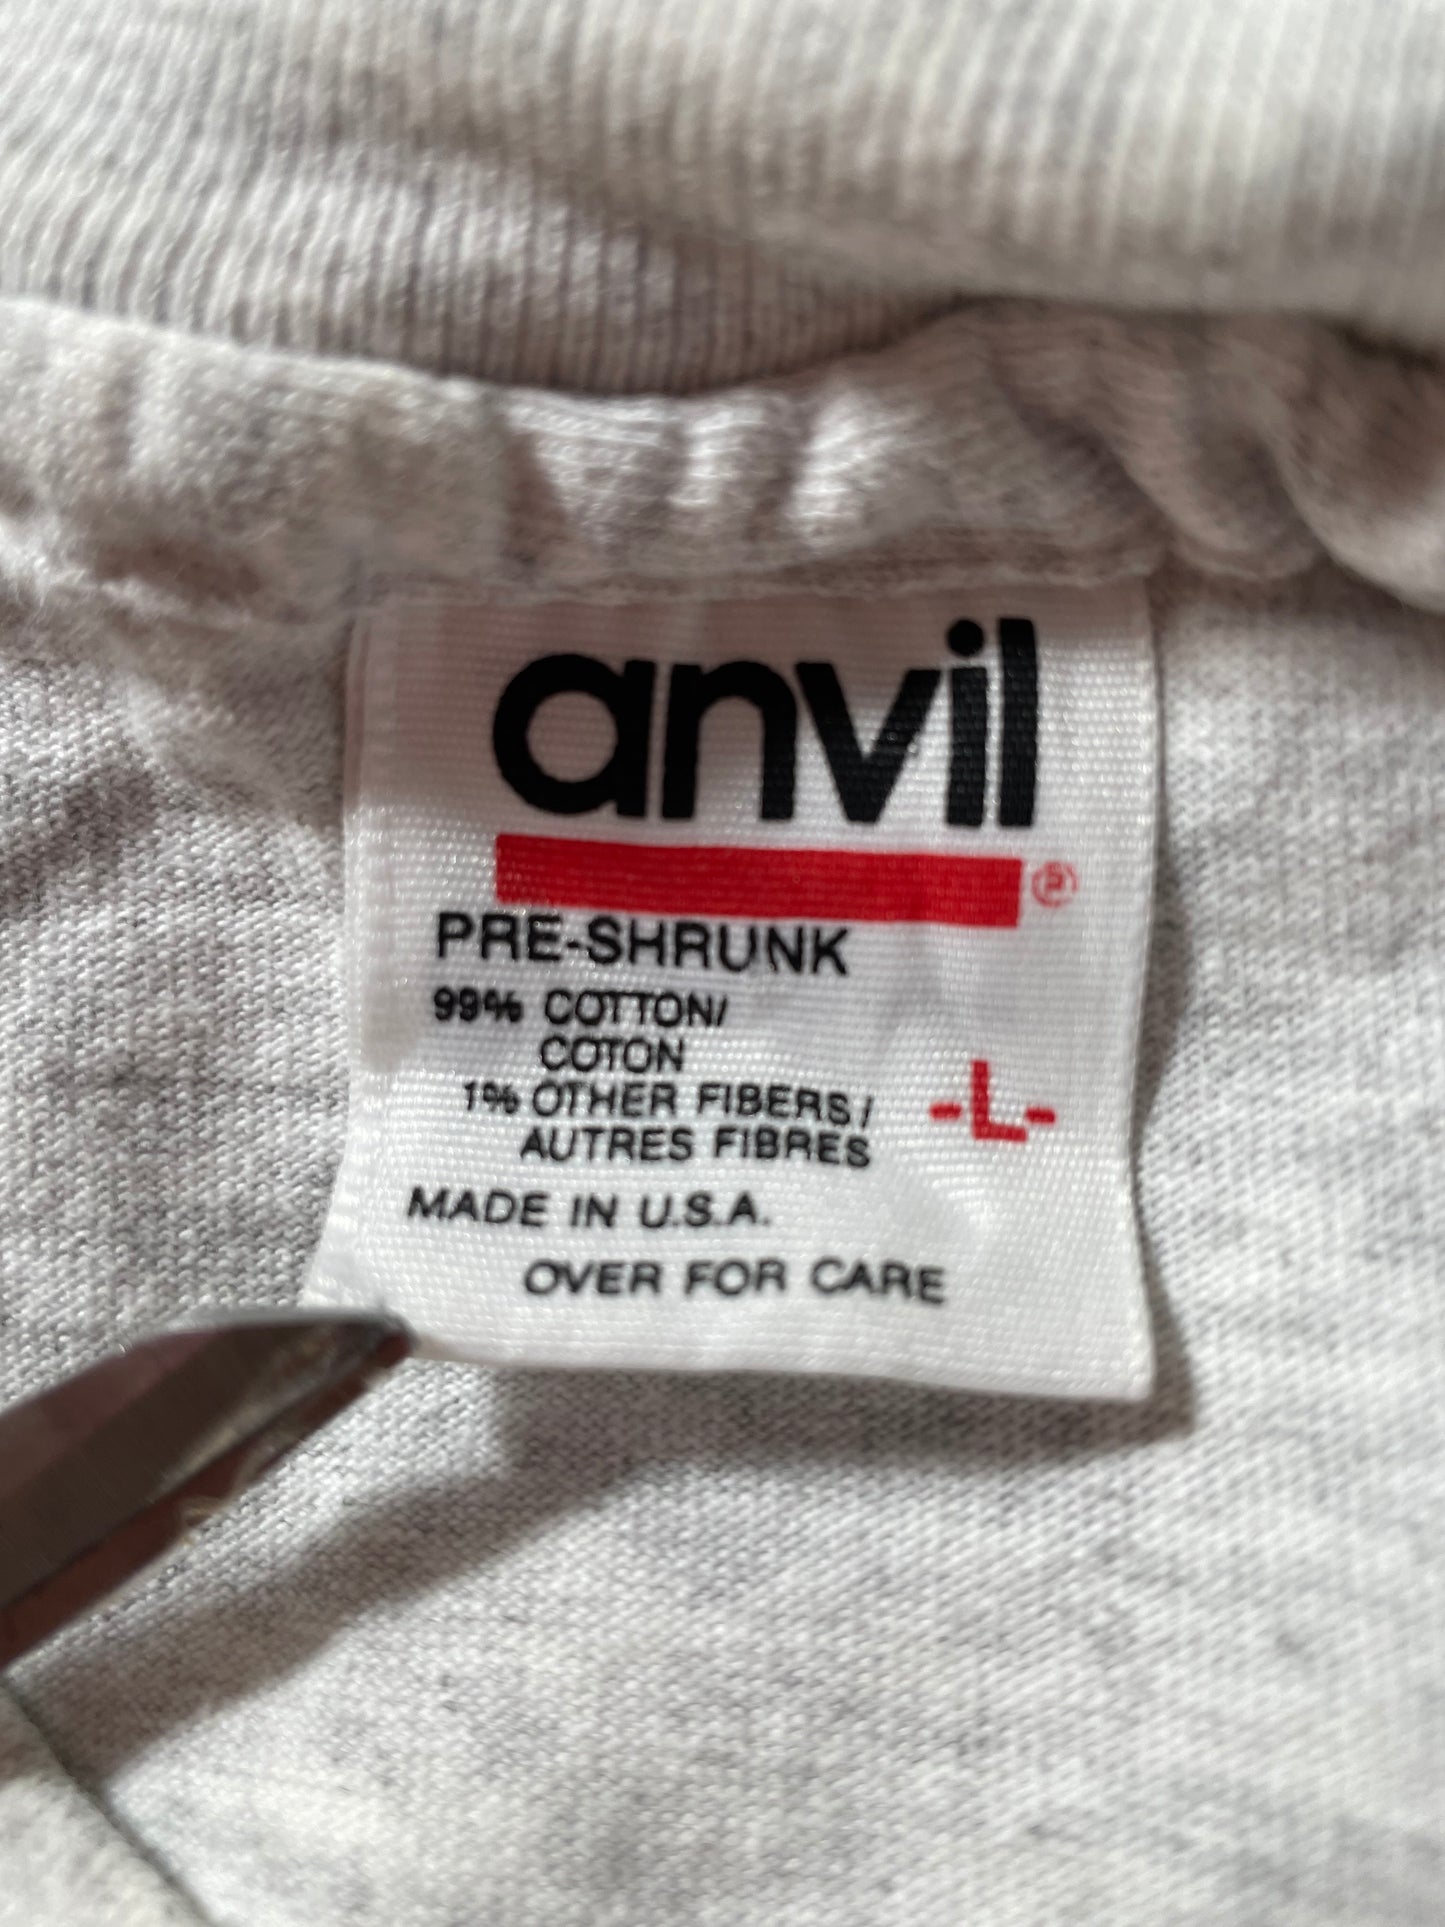 anvil
®
PRE-SHRUNK
99% COTTON/
COTON
1% OTHER FIBERS/
AUTRES FIBRES
-L-
MADE IN U.S.A.
OVER FOR CARE